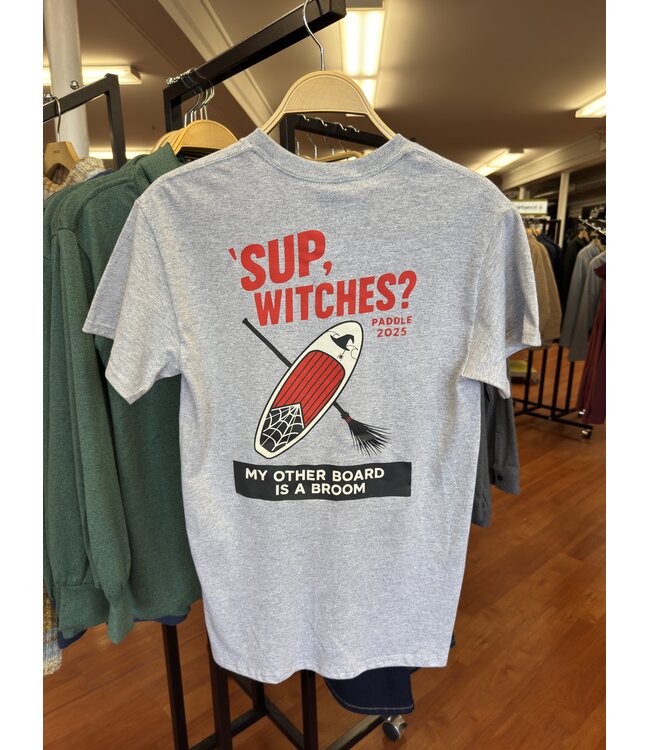 'SUP,
WITCHES?
PADDLE
2025
MY OTHER BOARD
IS A BROOM